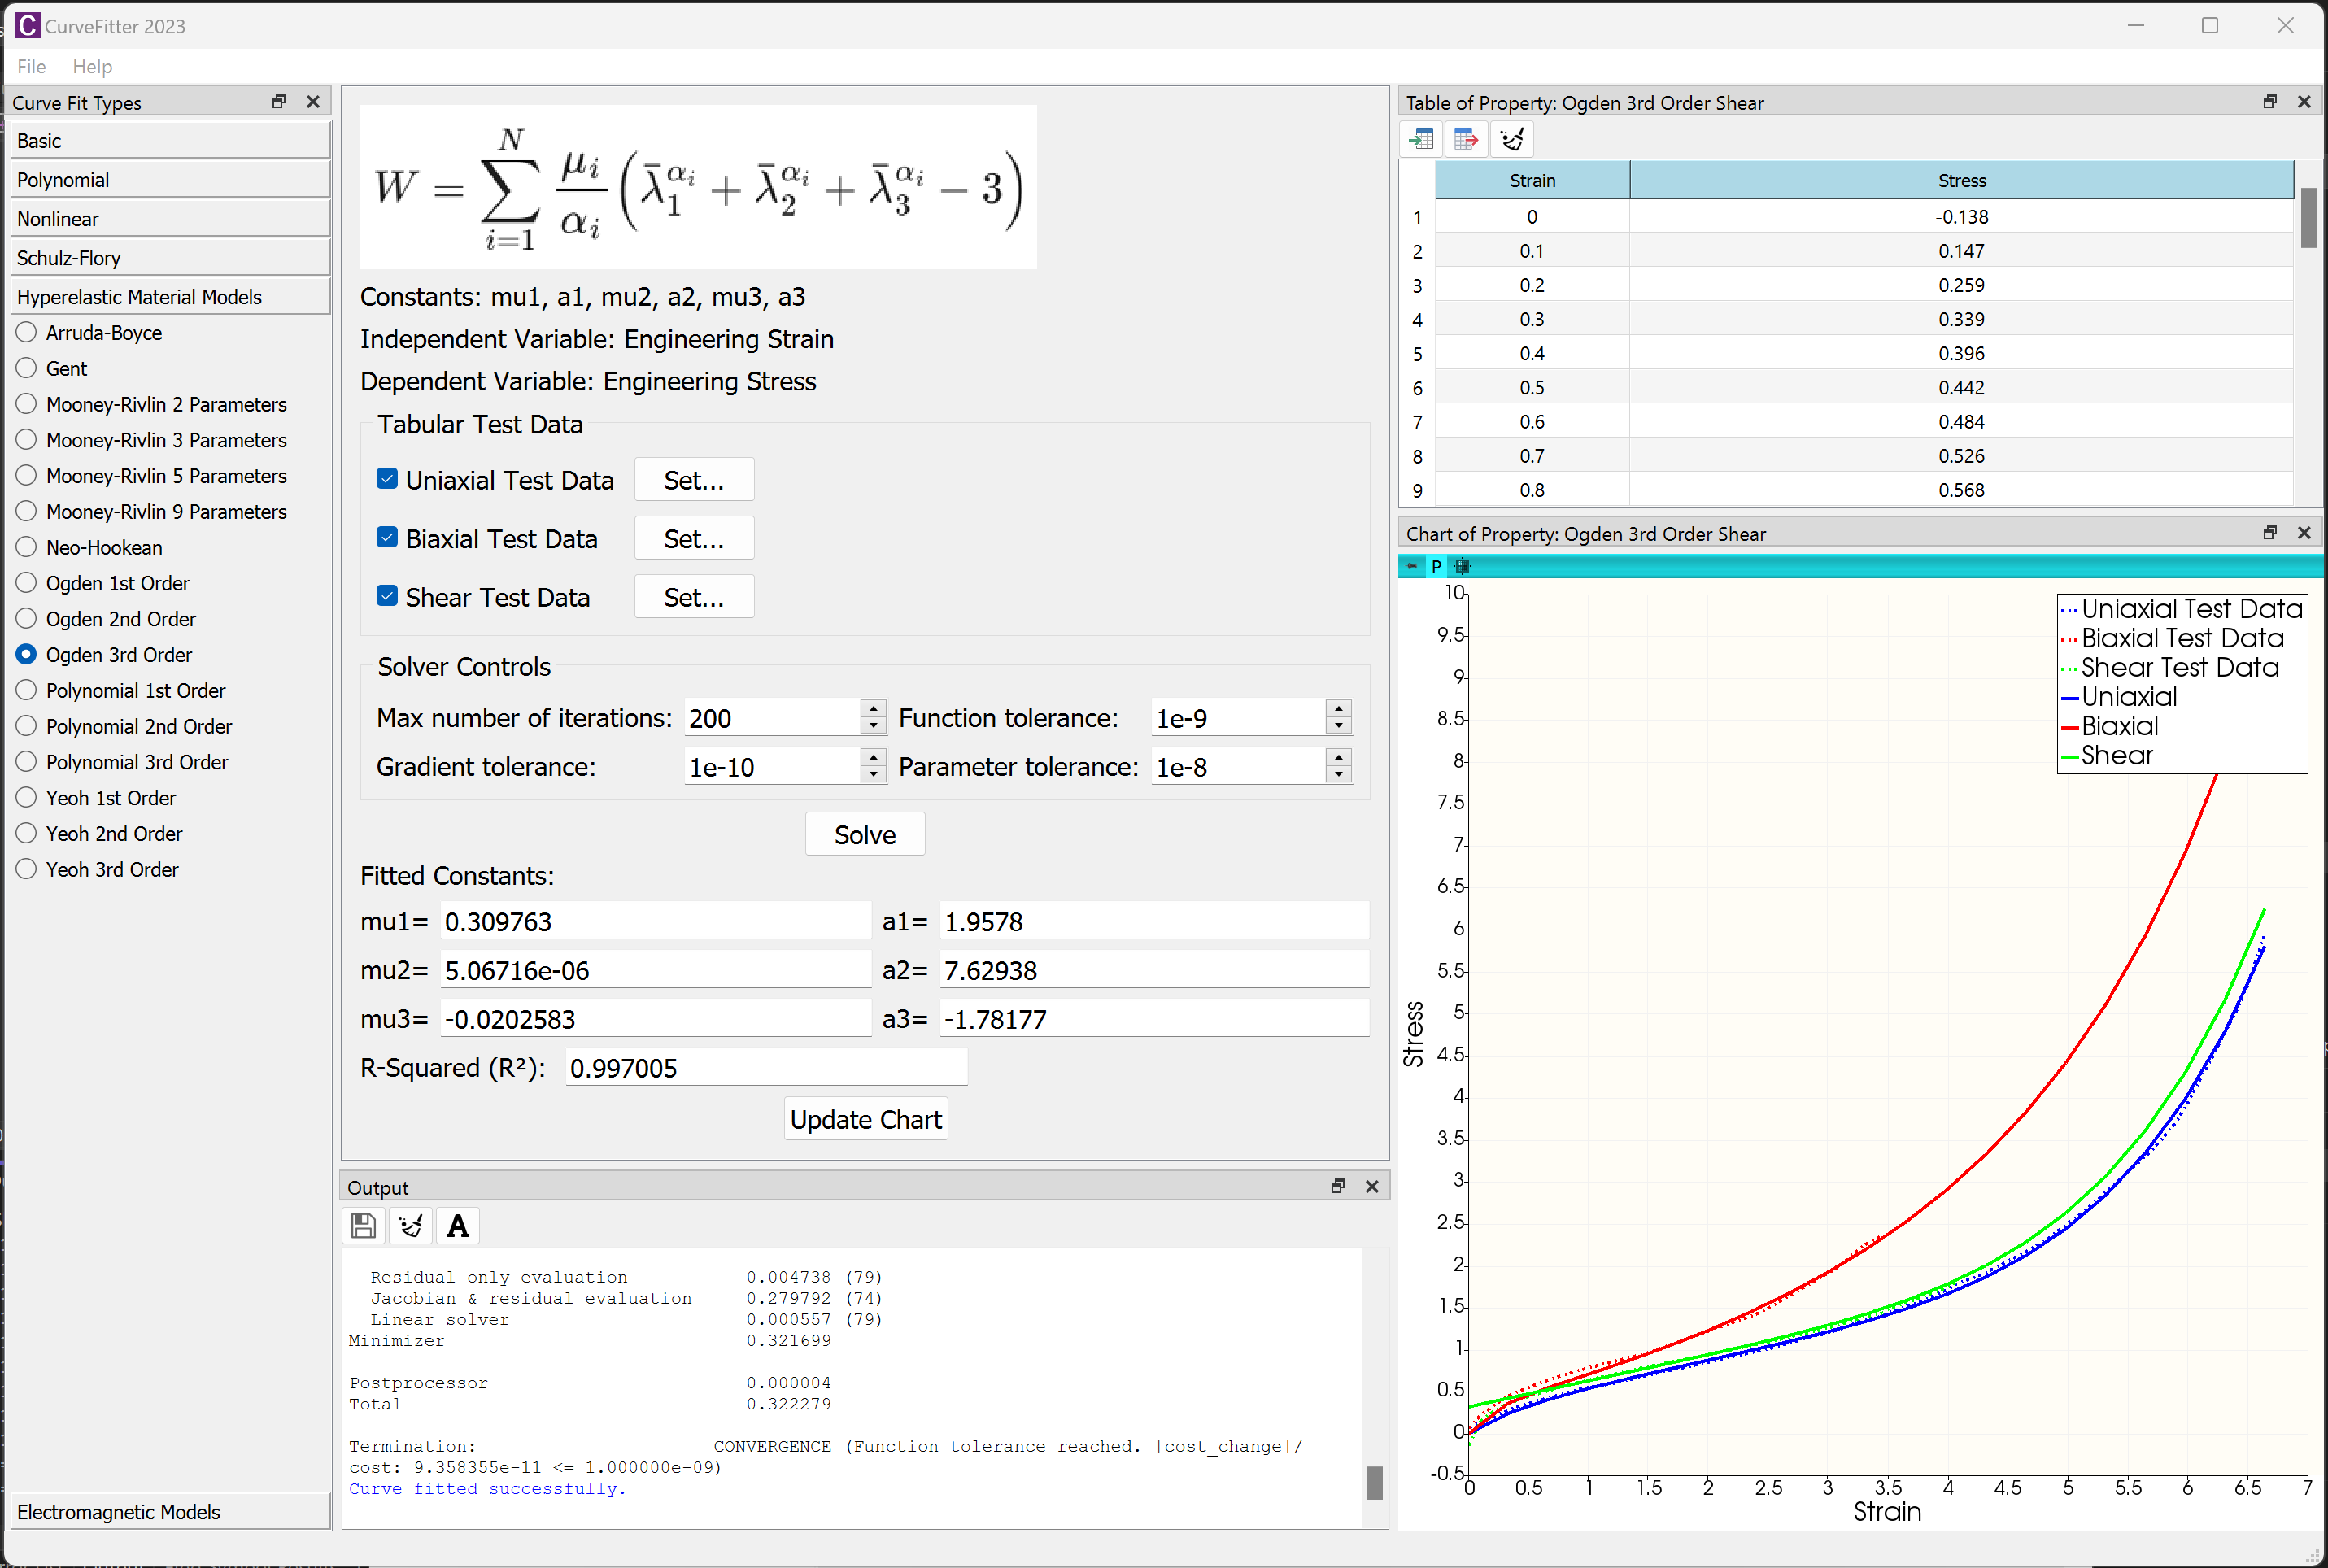 CurveFitter 2023
File Help
Curve Fit Types
Basic
Polynomial
Nonlinear
Schulz-Flory
Hyperelastic Material Models
Arruda-Boyce
Gent
Mooney-Rivlin 2 Parameters
Mooney-Rivlin 3 Parameters
Mooney-Rivlin 5 Parameters
Mooney-Rivlin 9 Parameters
Neo-Hookean
Ogden 1st Order
Ogden 2nd Order
Ogden 3rd Order
Polynomial 1st Order
Polynomial 2nd Order
Polynomial 3rd Order
Yeoh 1st Order
Yeoh 2nd Order
Yeoh 3rd Order
Electromagnetic Models
W = \sum_{i=1}^{N} \frac{\mu_i}{\alpha_i} \left( \bar{\lambda}_1^{\alpha_i} + \bar{\lambda}_2^{\alpha_i} + \bar{\lambda}_3^{\alpha_i} - 3 \right)
Constants: mu1, a1, mu2, a2, mu3, a3
Independent Variable: Engineering Strain
Dependent Variable: Engineering Stress
Tabular Test Data
Uniaxial Test Data Set...
Biaxial Test Data Set...
Shear Test Data Set...
Solver Controls
Max number of iterations: 200 Function tolerance: 1e-9
Gradient tolerance: 1e-10 Parameter tolerance: 1e-8
Solve
Fitted Constants:
mu1= 0.309763 a1= 1.9578
mu2= 5.06716e-06 a2= 7.62938
mu3= -0.0202583 a3= -1.78177
R-Squared (R²): 0.997005
Update Chart
Output
A
Residual only evaluation 0.004738 (79)
Jacobian & residual evaluation 0.279792 (74)
Linear solver 0.000557 (79)
Minimizer 0.321699
Postprocessor 0.000004
Total 0.322279
Termination: CONVERGENCE (Function tolerance reached. |cost_change|/
cost: 9.358355e-11 <= 1.000000e-09)
Curve fitted successfully.
Table of Property: Ogden 3rd Order Shear
Strain Stress
1 0 -0.138
2 0.1 0.147
3 0.2 0.259
4 0.3 0.339
5 0.4 0.396
6 0.5 0.442
7 0.6 0.484
8 0.7 0.526
9 0.8 0.568
Chart of Property: Ogden 3rd Order Shear
P
Uniaxial Test Data
Biaxial Test Data
Shear Test Data
Uniaxial
Biaxial
Shear
10
9.5
9
8.5
8
7.5
7
6.5
6
5.5
5
4.5
4
3.5
3
2.5
2
1.5
1
0.5
0
-0.5
Stress
0 0.5 1 1.5 2 2.5 3 3.5 4 4.5 5 5.5 6 6.5 7
Strain